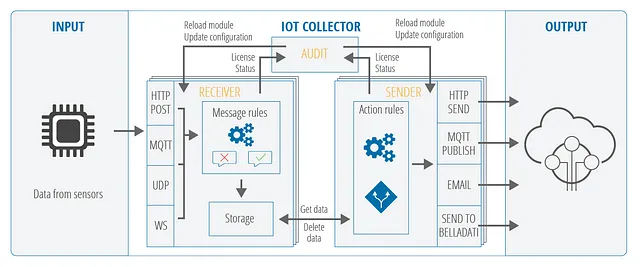 INPUT
IOT COLLECTOR
OUTPUT
Reload module
Update configuration
Reload module
Update configuration
AUDIT
License
Status
License
Status
RECEIVER
SENDER
HTTP
POST
MQTT
UDP
WS
Message rules
Storage
Get data
Delete
data
Action rules
HTTP
SEND
MQTT
PUBLISH
EMAIL
SEND TO
BELLADATI
Data from sensors